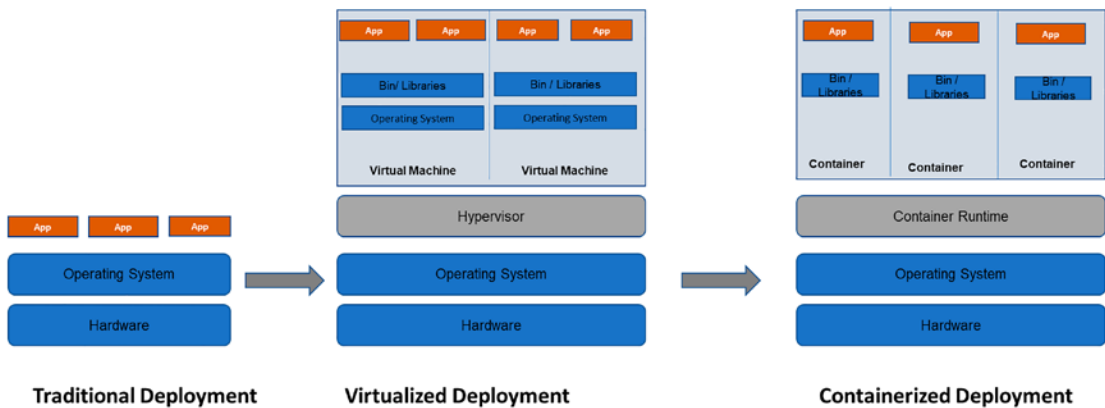 App
App
App
Operating System
Hardware
Traditional Deployment
App
App
App
App
Bin/ Libraries
Bin / Libraries
Operating System
Operating System
Virtual Machine
Virtual Machine
Hypervisor
Operating System
Hardware
Virtualized Deployment
App
App
App
Bin /
Libraries
Bin /
Libraries
Bin /
Libraries
Container
Container
Container
Container Runtime
Operating System
Hardware
Containerized Deployment